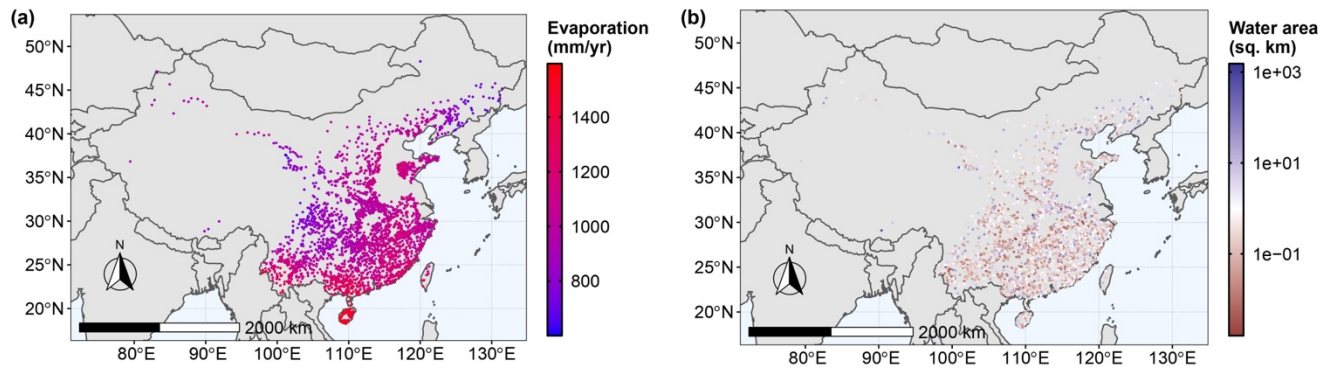 (a)
Evaporation
(mm/yr)
50°N
45°N
40°N
35°N
30°N
25°N
20°N
1400
1200
1000
800
N
2000 km
80°E 90°E 100°E 110°E 120°E 130°E
(b)
Water area
(sq. km)
50°N
45°N
40°N
35°N
30°N
25°N
20°N
1e+03
1e+01
1e−01
N
2000 km
80°E 90°E 100°E 110°E 120°E 130°E